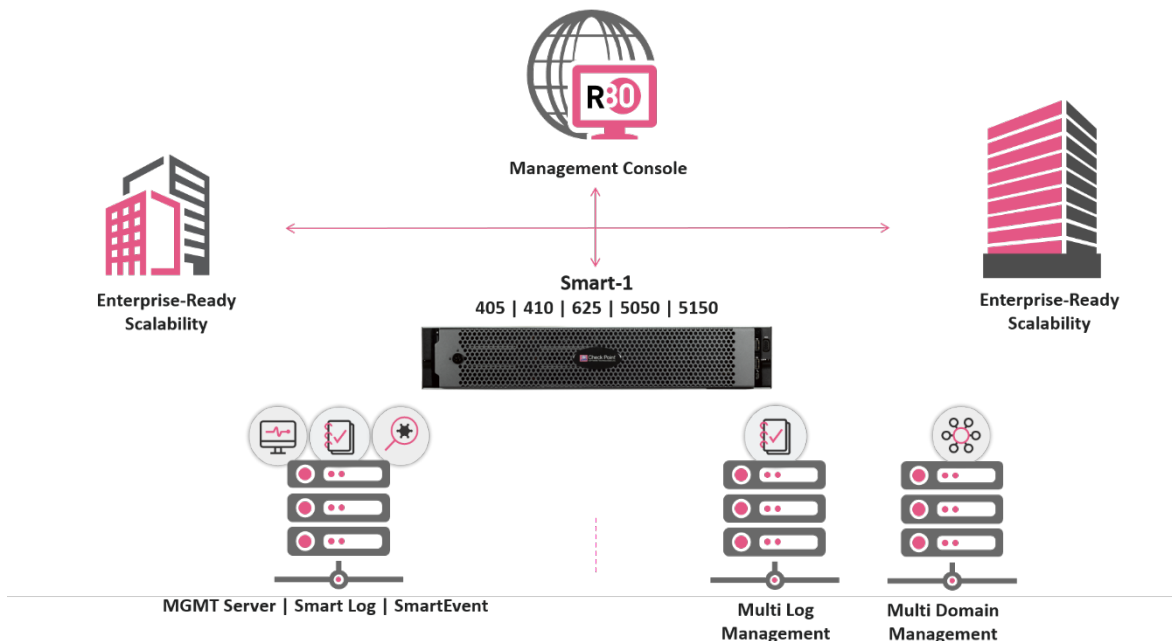 R80
Management Console
Enterprise-Ready
Scalability
Enterprise-Ready
Scalability
Smart-1
405 | 410 | 625 | 5050 | 5150
Check Point
MGMT Server | Smart Log | SmartEvent
Multi Log
Management
Multi Domain
Management